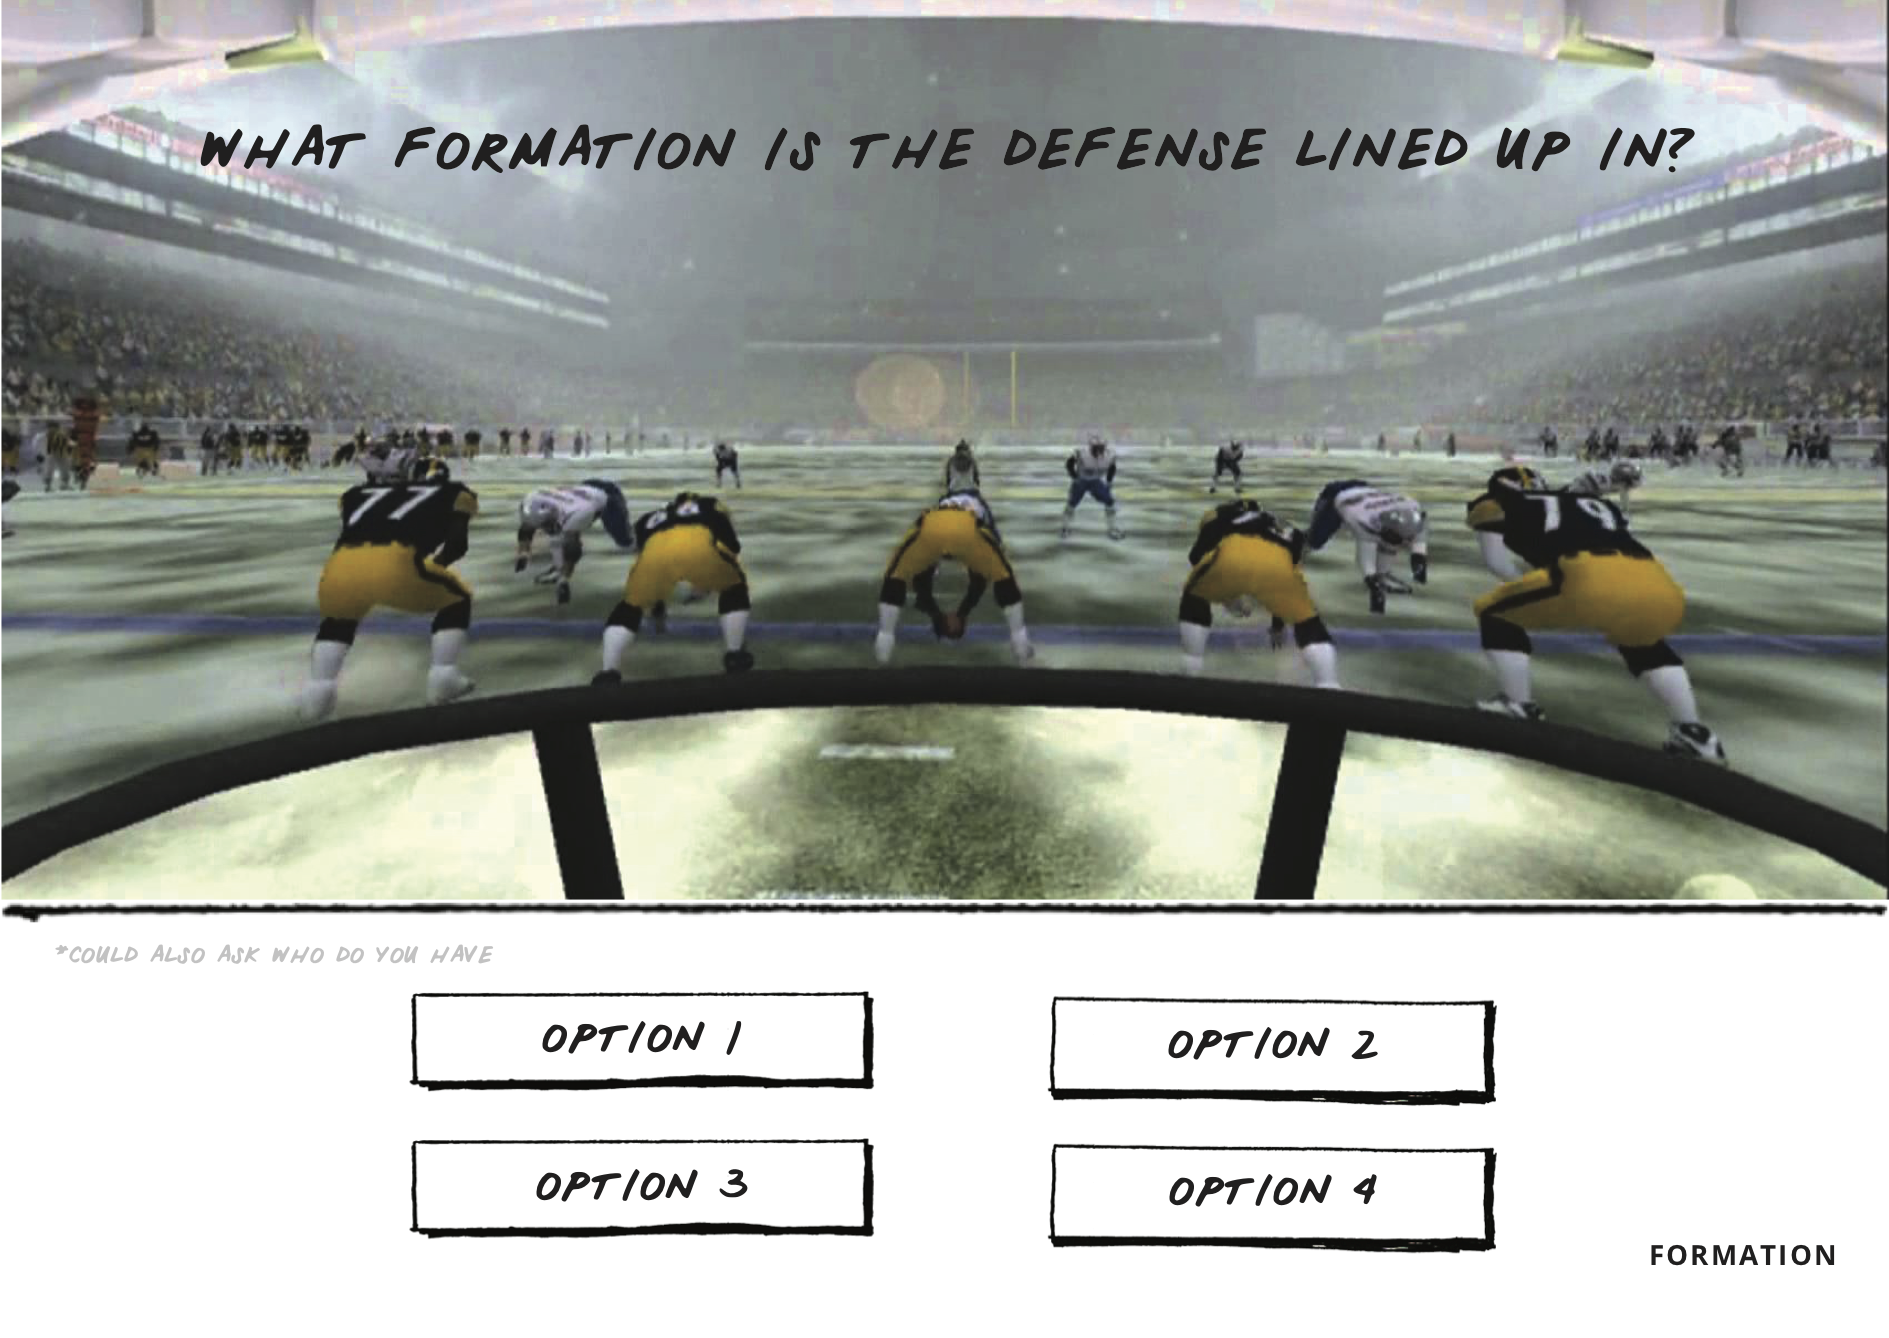 WHAT FORMATION IS THE DEFENSE LINED UP IN?
77
66
79
*COULD ALSO ASK WHO DO YOU HAVE
OPTION 1
OPTION 2
OPTION 3
OPTION 4
FORMATION